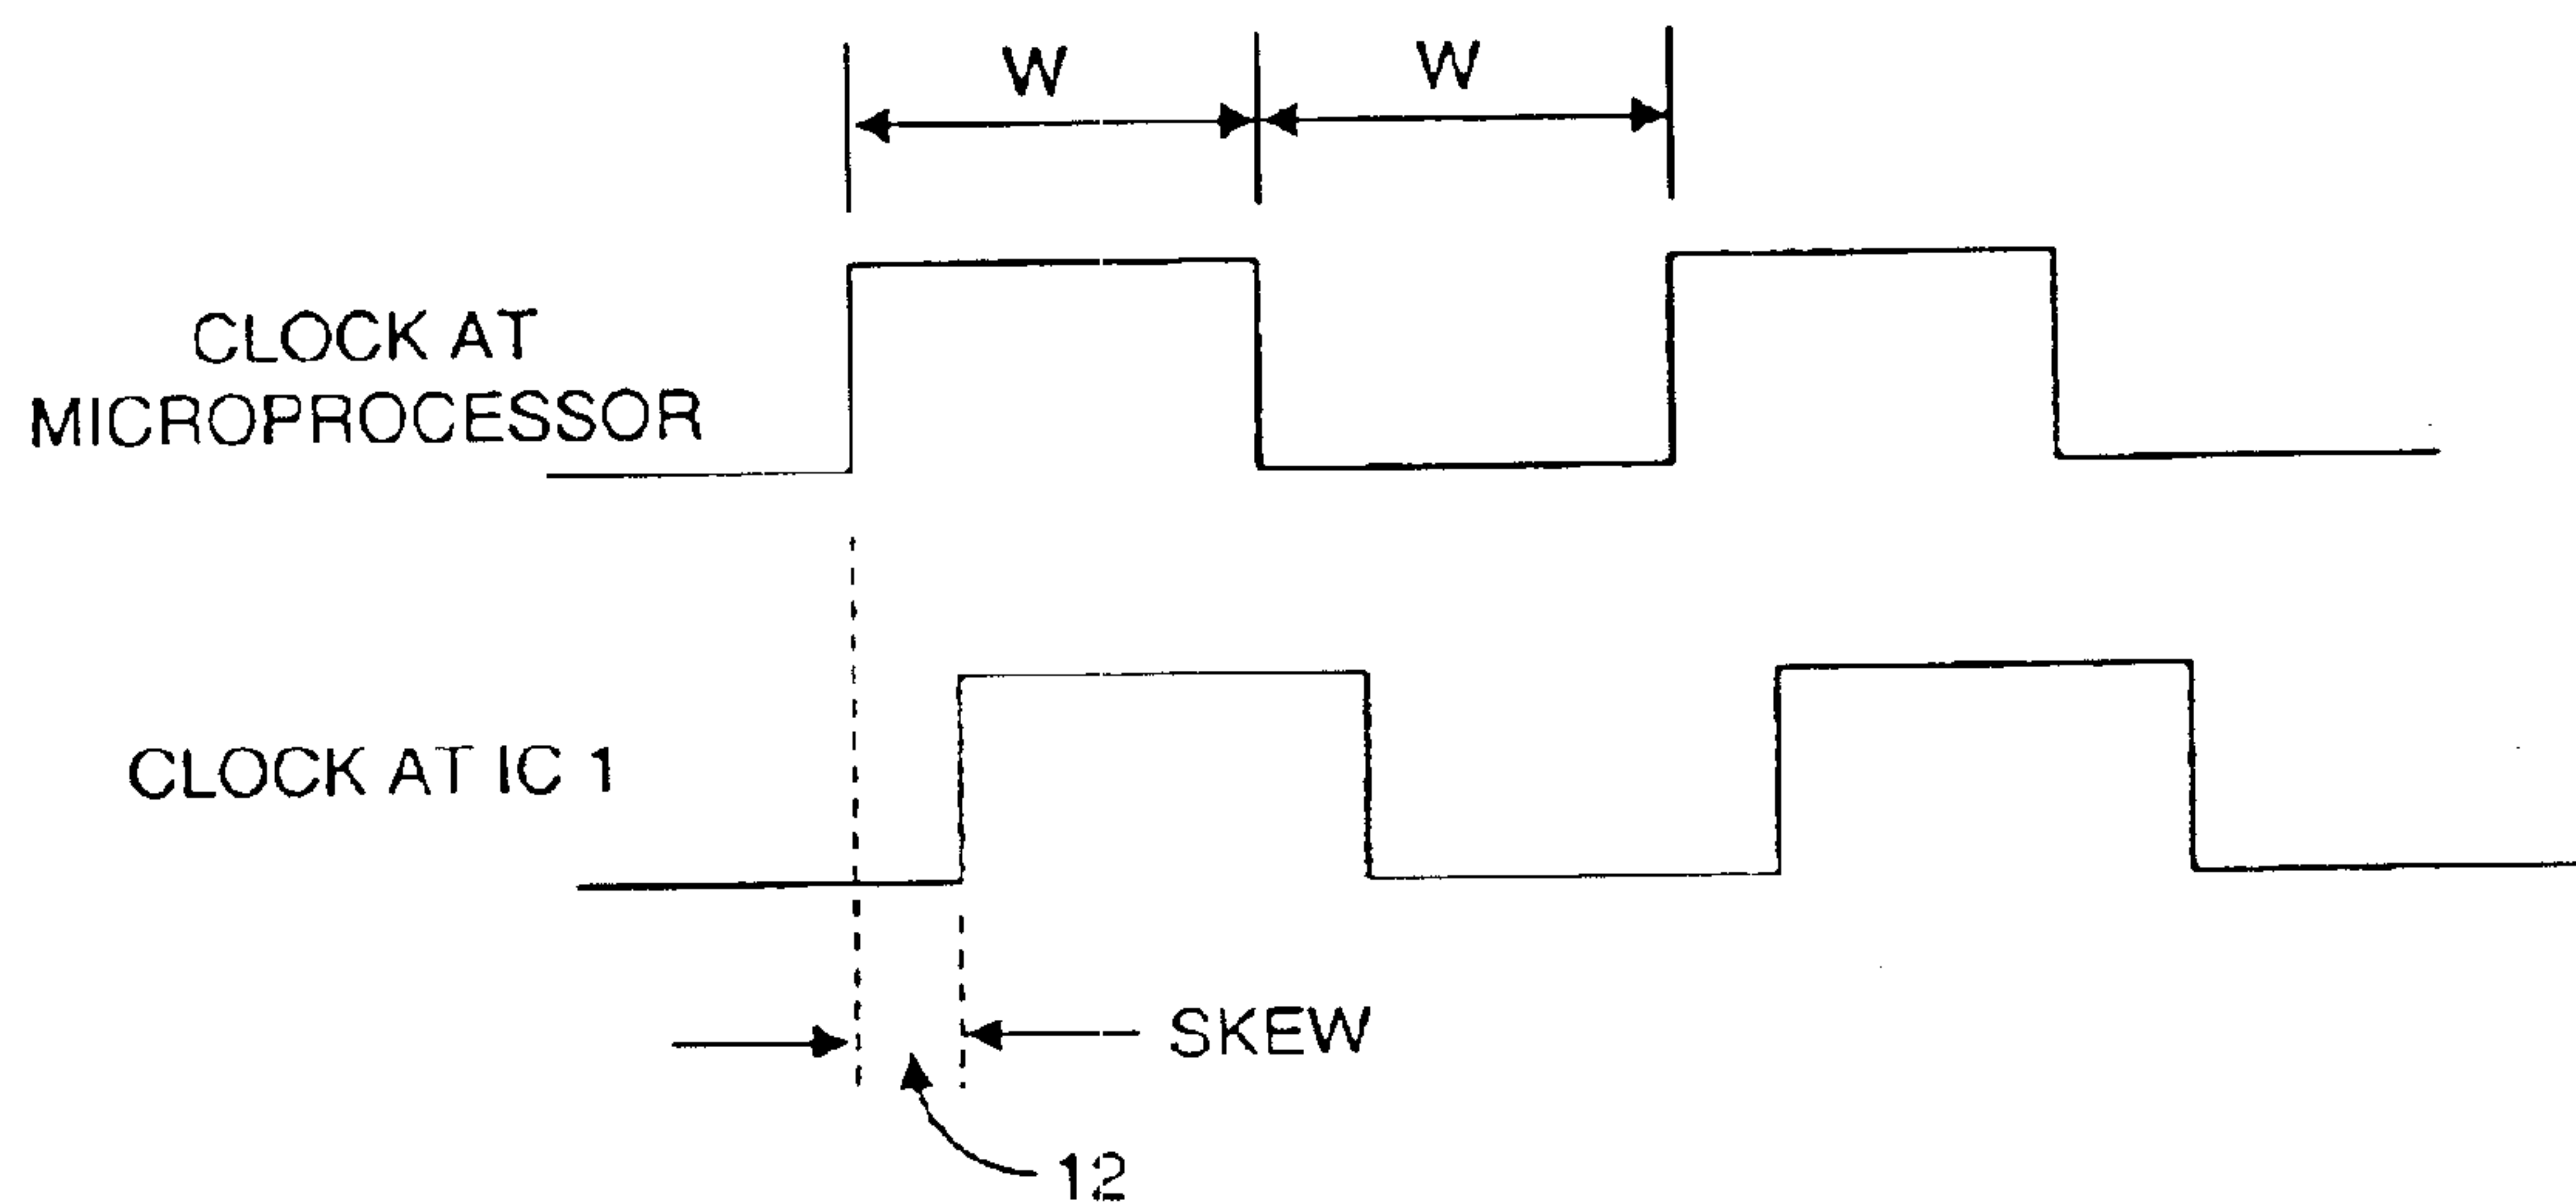 W W
CLOCK AT
MICROPROCESSOR
CLOCK AT IC 1
SKEW
12